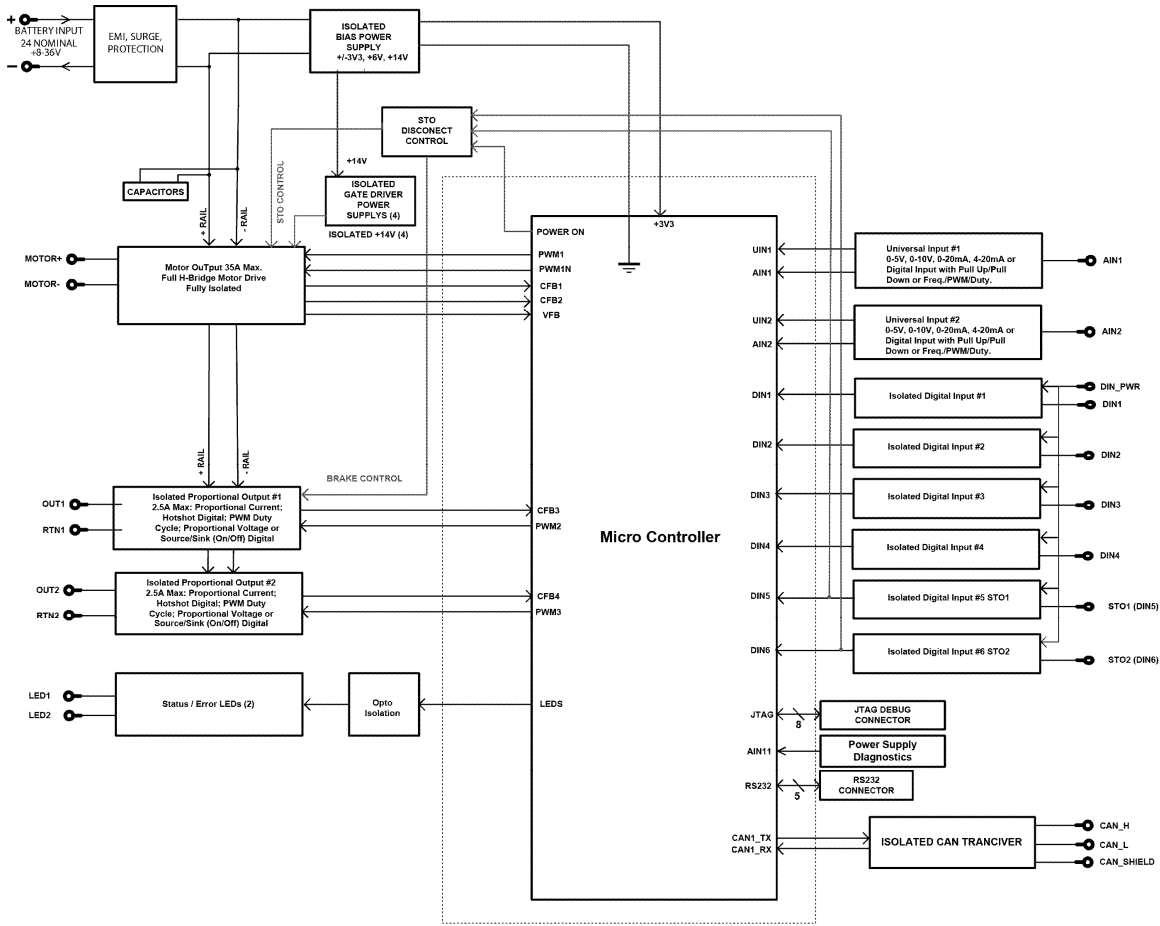 +
BATTERY INPUT
24 NOMINAL
+8-36V
−
EMI, SURGE,
PROTECTION
ISOLATED
BIAS POWER
SUPPLY
+/-3V3, +6V, +14V
STO
DISCONECT
CONTROL
+14V
ISOLATED
GATE DRIVER
POWER
SUPPLYS (4)
ISOLATED +14V (4)
STO CONTROL
CAPACITORS
+ RAIL
- RAIL
MOTOR+
MOTOR-
Motor OuTput 35A Max.
Full H-Bridge Motor Drive
Fully Isolated
+ RAIL
- RAIL
BRAKE CONTROL
OUT1
RTN1
Isolated Proportional Output #1
2.5A Max: Proportional Current;
Hotshot Digital; PWM Duty
Cycle; Proportional Voltage or
Source/Sink (On/Off) Digital
OUT2
RTN2
Isolated Proportional Output #2
2.5A Max: Proportional Current;
Hotshot Digital; PWM Duty
Cycle; Proportional Voltage or
Source/Sink (On/Off) Digital
LED1
LED2
Status / Error LEDs (2)
Opto
Isolation
+3V3
POWER ON
PWM1
PWM1N
CFB1
CFB2
VFB
CFB3
PWM2
CFB4
PWM3
LEDS
Micro Controller
UIN1
AIN1
UIN2
AIN2
DIN1
DIN2
DIN3
DIN4
DIN5
DIN6
JTAG
AIN11
RS232
CAN1_TX
CAN1_RX
Universal Input #1
0-5V, 0-10V, 0-20mA, 4-20mA or
Digital Input with Pull Up/Pull
Down or Freq./PWM/Duty.
AIN1
Universal Input #2
0-5V, 0-10V, 0-20mA, 4-20mA or
Digital Input with Pull Up/Pull
Down or Freq./PWM/Duty.
AIN2
Isolated Digital Input #1
DIN_PWR
DIN1
Isolated Digital Input #2
DIN2
Isolated Digital Input #3
DIN3
Isolated Digital Input #4
DIN4
Isolated Digital Input #5 STO1
STO1 (DIN5)
Isolated Digital Input #6 STO2
STO2 (DIN6)
8
JTAG DEBUG
CONNECTOR
Power Supply
Diagnostics
5
RS232
CONNECTOR
ISOLATED CAN TRANCIVER
CAN_H
CAN_L
CAN_SHIELD